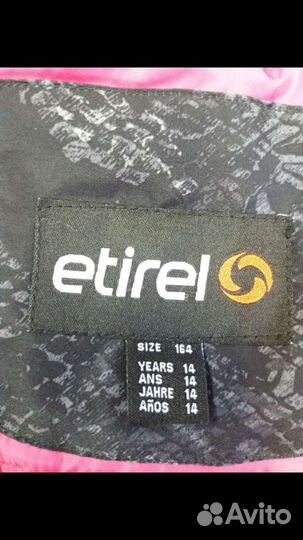 etirel
SIZE 164
YEARS 14
ANS 14
JAHRE 14
AÑOS 14
Avito